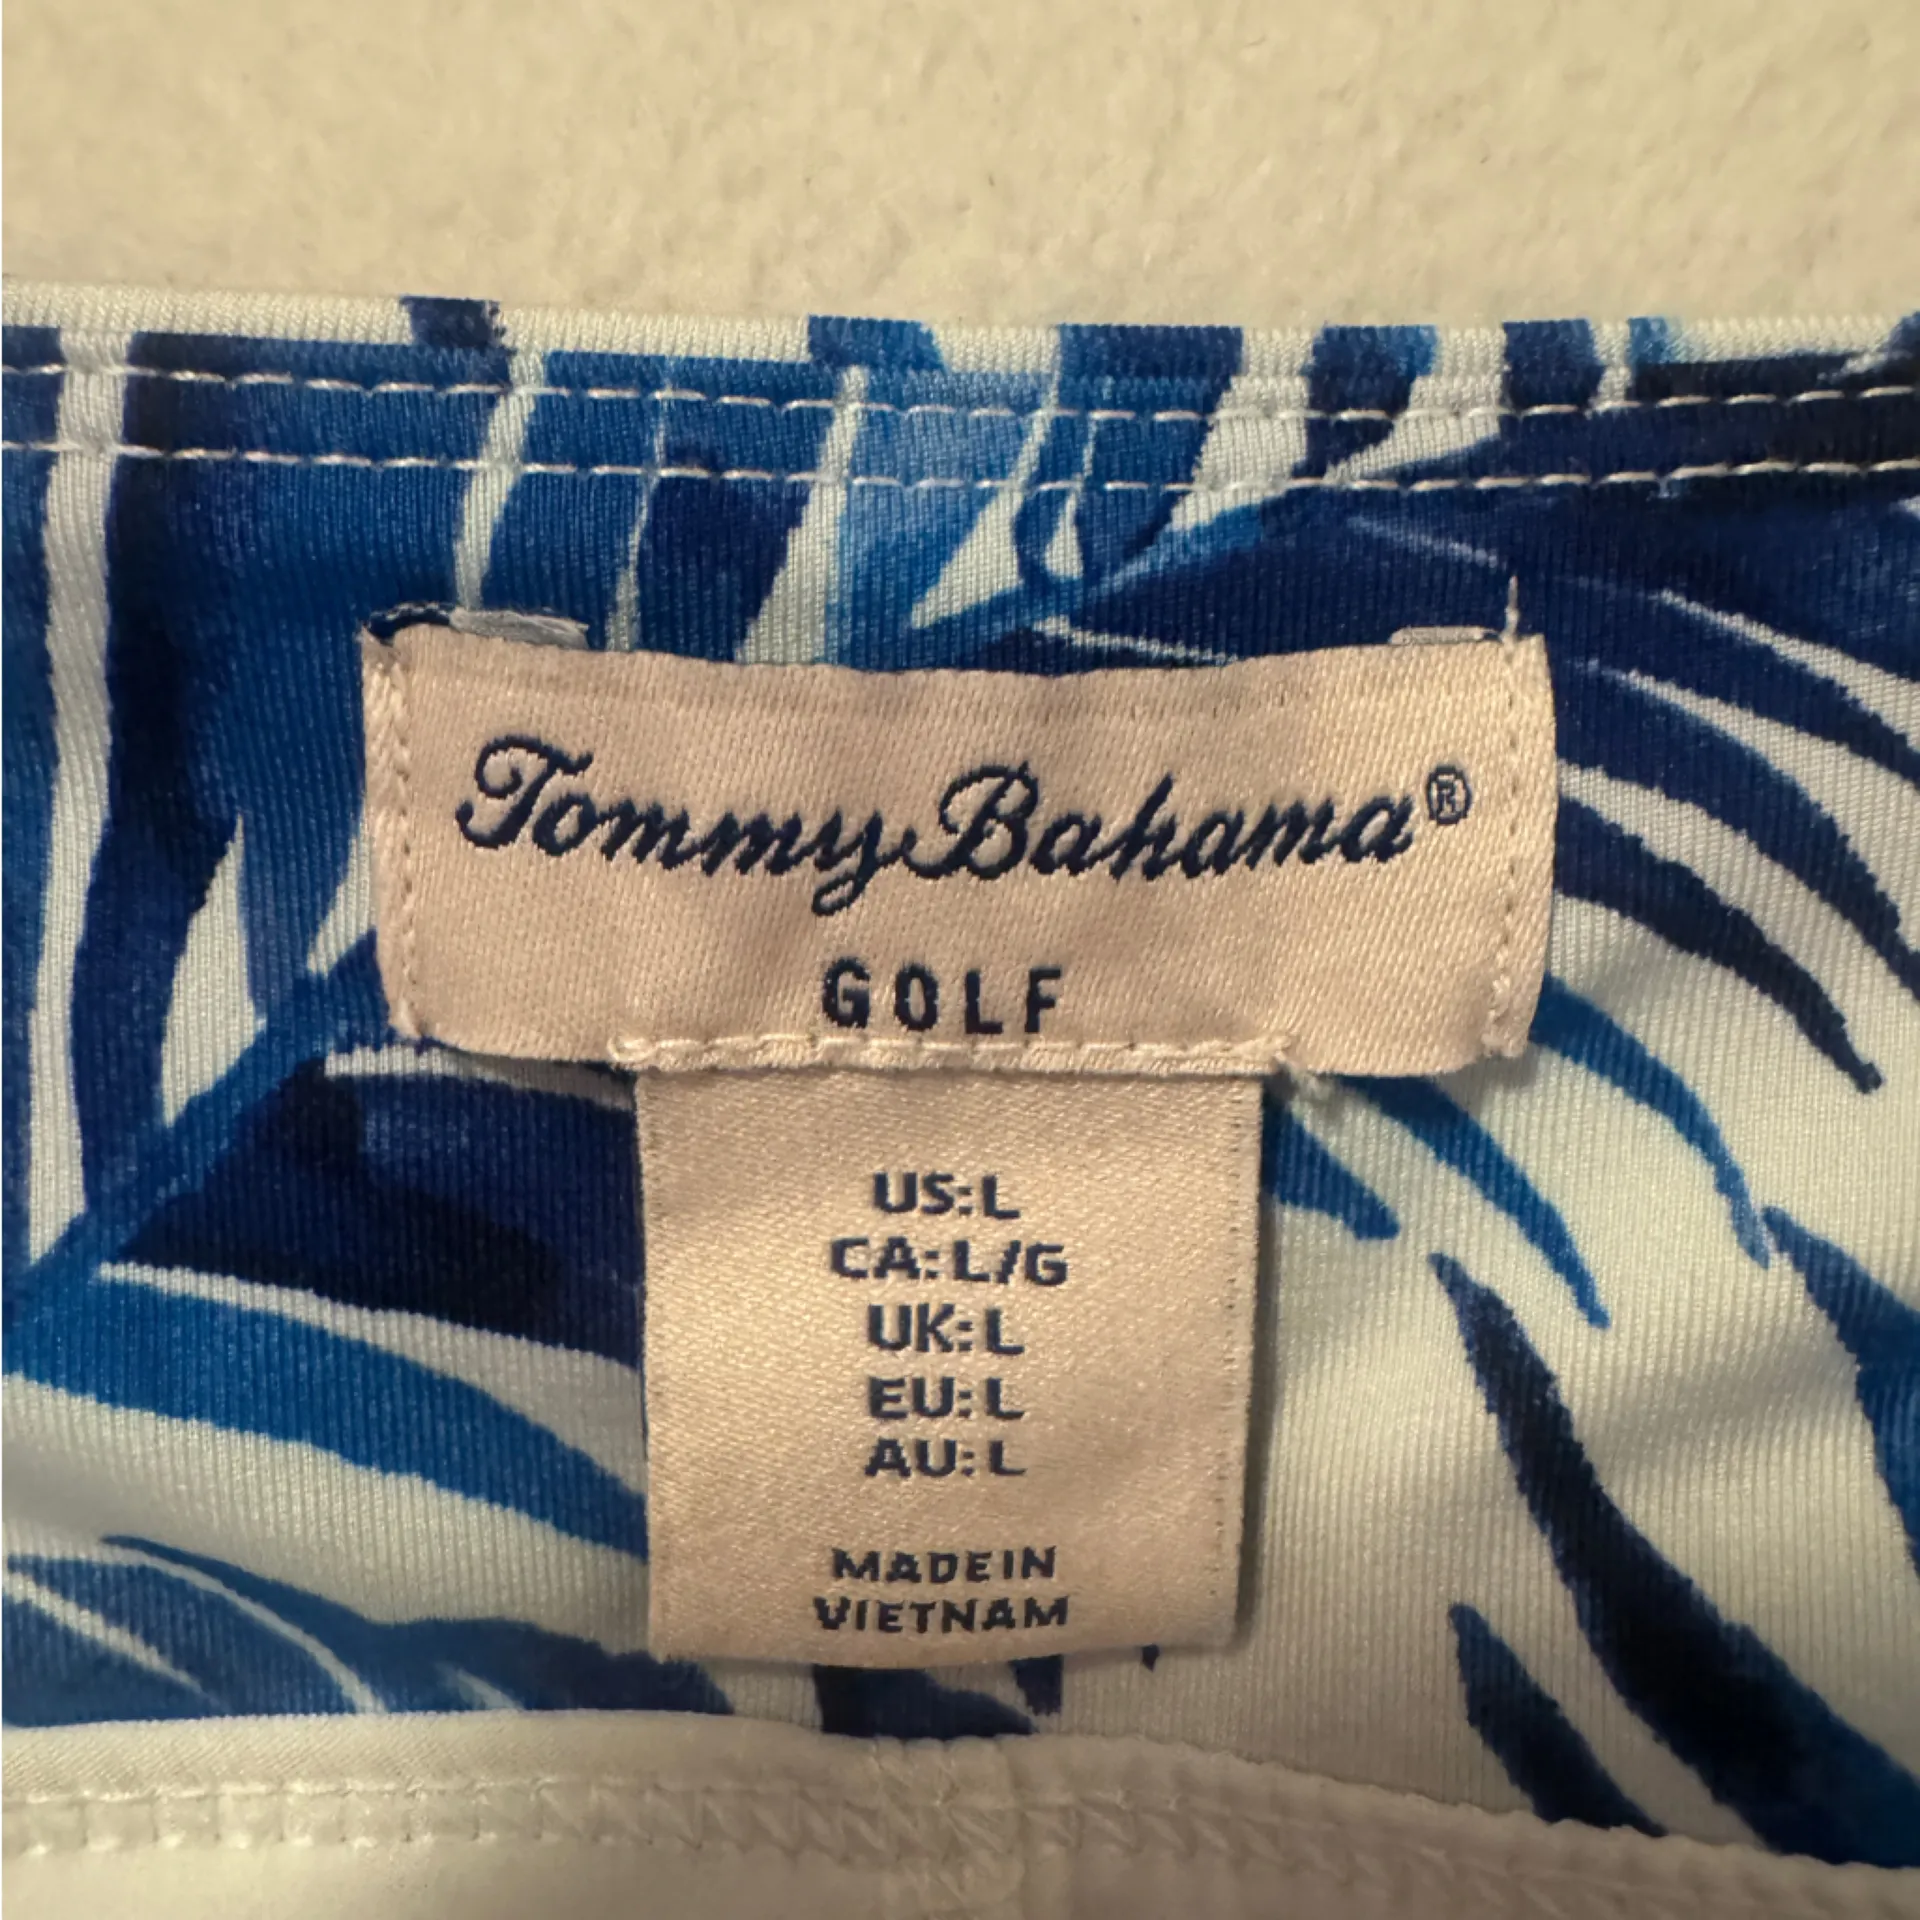 Tommy Bahama®
GOLF
US: L
CA: L/G
UK: L
EU: L
AU: L
MADE IN
VIETNAM